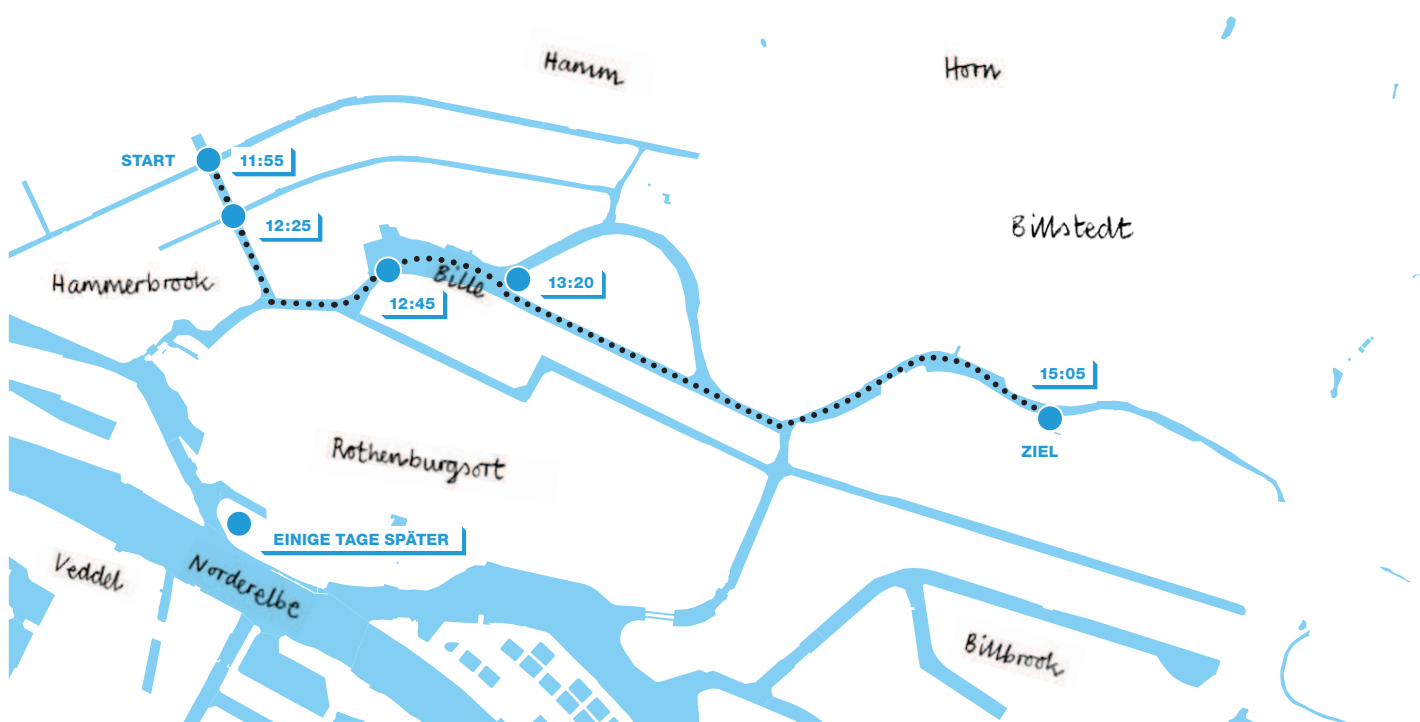 Hamm
Horn
START
11:55
12:25
Billstedt
Hammerbrook
Bille
13:20
12:45
15:05
ZIEL
Rothenburgsort
EINIGE TAGE SPÄTER
Veddel
Norderelbe
Billbrook